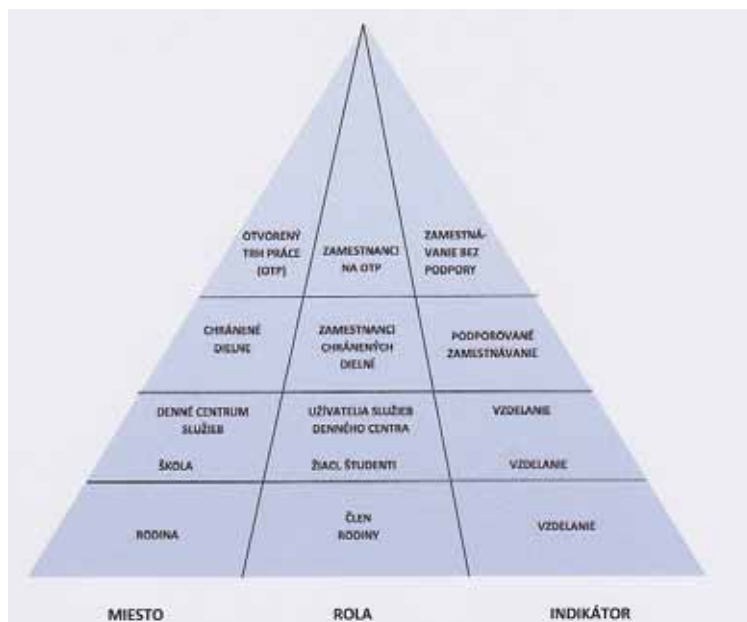 OTVORENÝ
TRH PRÁCE
(OTP)
ZAMESTNANCI
NA OTP
ZAMESTNÁ-
VANIE BEZ
PODPORY
CHRÁNENÉ
DIELNE
ZAMESTNANCI
CHRÁNENÝCH
DIELNÍ
PODPOROVANÉ
ZAMESTNÁVANIE
DENNÉ CENTRUM
SLUŽIEB
UŽÍVATELIA SLUŽIEB
DENNÉHO CENTRA
VZDELANIE
ŠKOLA
ŽIACI, ŠTUDENTI
VZDELANIE
RODINA
ČLEN
RODINY
VZDELANIE
MIESTO
ROLA
INDIKÁTOR